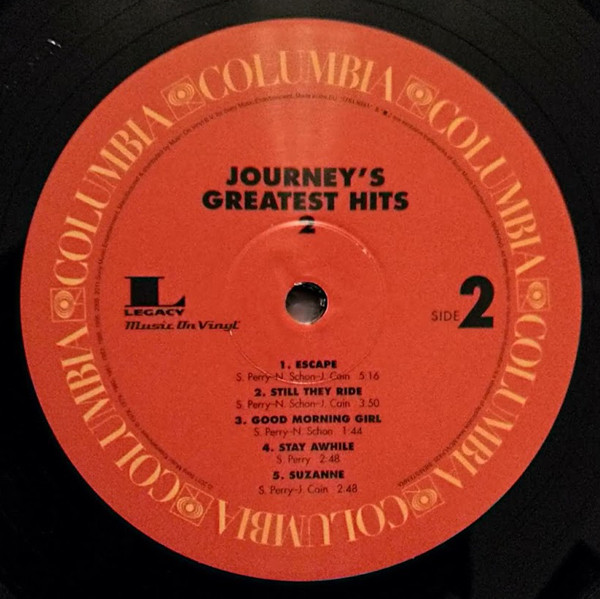 COLUMBIA COLUMBIA COLUMBIA COLUMBIA COLUMBIA COLUMBIA COLUMBIA
JOURNEY'S
GREATEST HITS
2
L
LEGACY
Music On Vinyl
SIDE 2
1. ESCAPE
S. Perry-N. Schon-J. Cain 5:16
2. STILL THEY RIDE
S. Perry-N. Schon-J. Cain 3:50
3. GOOD MORNING GIRL
S. Perry-N. Schon 1:44
4. STAY AWHILE
S. Perry 2:48
5. SUZANNE
S. Perry-J. Cain 2:48